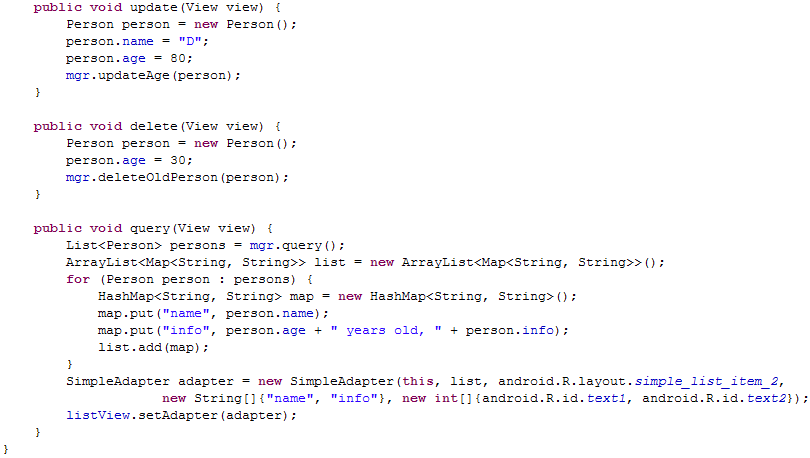 public void update(View view) {
        Person person = new Person();
        person.name = "D";
        person.age = 80;
        mgr.updateAge(person);
    }

    public void delete(View view) {
        Person person = new Person();
        person.age = 30;
        mgr.deleteOldPerson(person);
    }

    public void query(View view) {
        List<Person> persons = mgr.query();
        ArrayList<Map<String, String>> list = new ArrayList<Map<String, String>>();
        for (Person person : persons) {
            HashMap<String, String> map = new HashMap<String, String>();
            map.put("name", person.name);
            map.put("info", person.age + " years old, " + person.info);
            list.add(map);
        }
        SimpleAdapter adapter = new SimpleAdapter(this, list, android.R.layout.simple_list_item_2,
                    new String[]{"name", "info"}, new int[]{android.R.id.text1, android.R.id.text2});
        listView.setAdapter(adapter);
    }
}